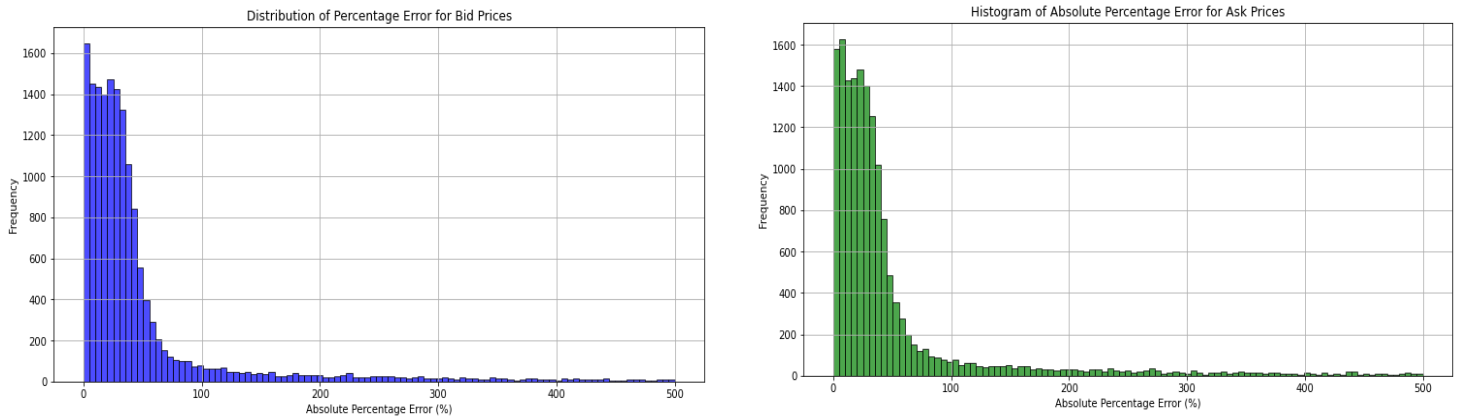 Distribution of Percentage Error for Bid Prices
Frequency
1600
1400
1200
1000
800
600
400
200
0
0 100 200 300 400 500
Absolute Percentage Error (%)
Histogram of Absolute Percentage Error for Ask Prices
Frequency
1600
1400
1200
1000
800
600
400
200
0
0 100 200 300 400 500
Absolute Percentage Error (%)